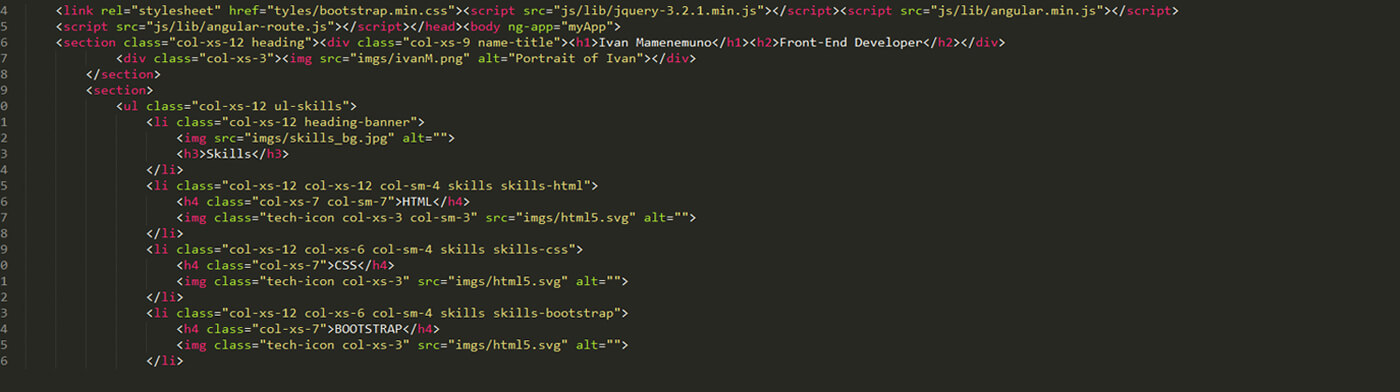 4 <link rel="stylesheet" href="tyles/bootstrap.min.css"><script src="js/lib/jquery-3.2.1.min.js"></script><script src="js/lib/angular.min.js"></script>
5 <script src="js/lib/angular-route.js"></script></head><body ng-app="myApp">
6 <section class="col-xs-12 heading"><div class="col-xs-9 name-title"><h1>Ivan Mamenemuno</h1><h2>Front-End Developer</h2></div>
7 <div class="col-xs-3"><img src="imgs/ivanM.png" alt="Portrait of Ivan"></div>
8 </section>
9 <section>
0 <ul class="col-xs-12 ul-skills">
1 <li class="col-xs-12 heading-banner">
2 <img src="imgs/skills_bg.jpg" alt="">
3 <h3>Skills</h3>
4 </li>
5 <li class="col-xs-12 col-xs-12 col-sm-4 skills skills-html">
6 <h4 class="col-xs-7 col-sm-7">HTML</h4>
7 <img class="tech-icon col-xs-3 col-sm-3" src="imgs/html5.svg" alt="">
8 </li>
9 <li class="col-xs-12 col-xs-6 col-sm-4 skills skills-css">
0 <h4 class="col-xs-7">CSS</h4>
1 <img class="tech-icon col-xs-3" src="imgs/html5.svg" alt="">
2 </li>
3 <li class="col-xs-12 col-xs-6 col-sm-4 skills skills-bootstrap">
4 <h4 class="col-xs-7">BOOTSTRAP</h4>
5 <img class="tech-icon col-xs-3" src="imgs/html5.svg" alt="">
6 </li>